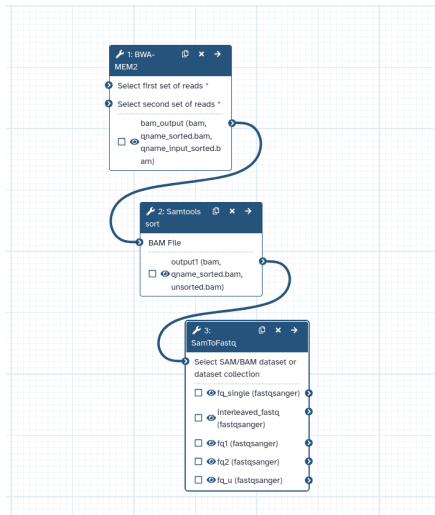 1: BWA-
MEM2
Select first set of reads *
Select second set of reads *
bam_output (bam,
qname_sorted.bam,
qname_input_sorted.b
am)
2: Samtools
sort
BAM File
output1 (bam,
qname_sorted.bam,
unsorted.bam)
3:
SamToFastq
Select SAM/BAM dataset or
dataset collection
fq_single (fastqsanger)
interleaved_fastq
(fastqsanger)
fq1 (fastqsanger)
fq2 (fastqsanger)
fq_u (fastqsanger)